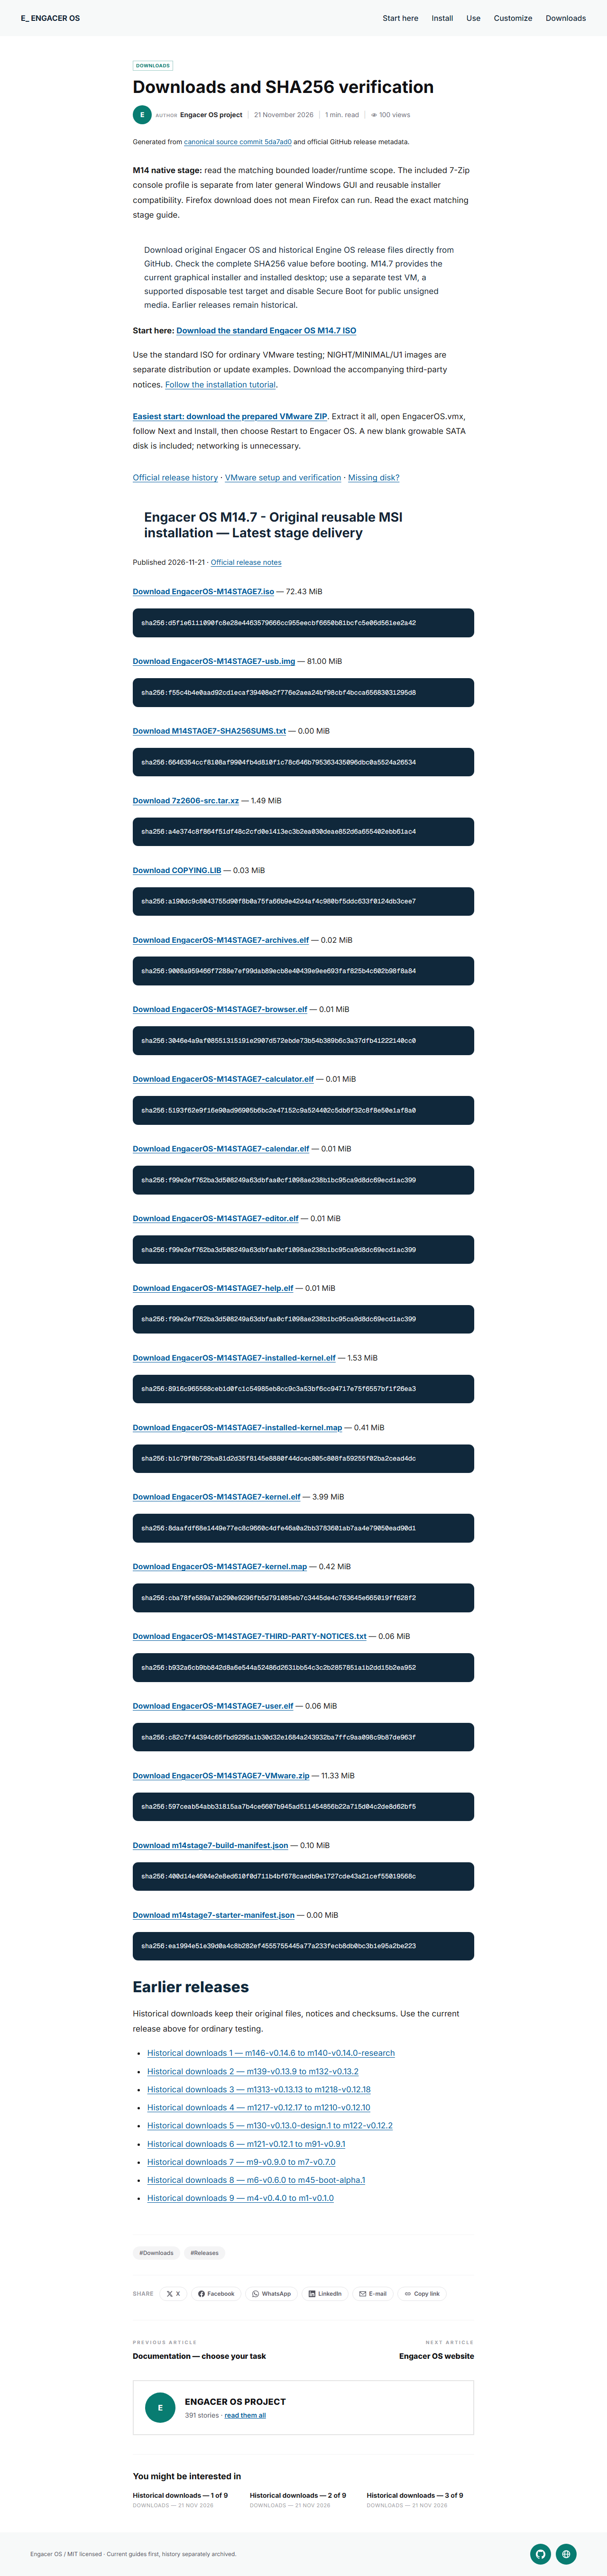 E_ ENGACER OS
Start here Install Use Customize Downloads
DOWNLOADS
Downloads and SHA256 verification
E AUTHOR Engacer OS project 21 November 2026 1 min. read 100 views
Generated from canonical source commit 5da7ad0 and official GitHub release metadata.
M14 native stage: read the matching bounded loader/runtime scope. The included 7-Zip
console profile is separate from later general Windows GUI and reusable installer
compatibility. Firefox download does not mean Firefox can run. Read the exact matching
stage guide.
Download original Engacer OS and historical Engine OS release files directly from
GitHub. Check the complete SHA256 value before booting. M14.7 provides the
current graphical installer and installed desktop; use a separate test VM, a
supported disposable test target and disable Secure Boot for public unsigned
media. Earlier releases remain historical.
Start here: Download the standard Engacer OS M14.7 ISO
Use the standard ISO for ordinary VMware testing; NIGHT/MINIMAL/U1 images are
separate distribution or update examples. Download the accompanying third-party
notices. Follow the installation tutorial.
Easiest start: download the prepared VMware ZIP. Extract it all, open EngacerOS.vmx,
follow Next and Install, then choose Restart to Engacer OS. A new blank growable SATA
disk is included; networking is unnecessary.
Official release history · VMware setup and verification · Missing disk?
Engacer OS M14.7 - Original reusable MSI
installation — Latest stage delivery
Published 2026-11-21 · Official release notes
Download EngacerOS-M14STAGE7.iso — 72.43 MiB
Download EngacerOS-M14STAGE7-usb.img — 81.00 MiB
Download M14STAGE7-SHA256SUMS.txt — 0.00 MiB
Download 7z2606-src.tar.xz — 1.49 MiB
Download COPYING.LIB — 0.03 MiB
Download EngacerOS-M14STAGE7-archives.elf — 0.02 MiB
Download EngacerOS-M14STAGE7-browser.elf — 0.01 MiB
Download EngacerOS-M14STAGE7-calculator.elf — 0.01 MiB
Download EngacerOS-M14STAGE7-calendar.elf — 0.01 MiB
Download EngacerOS-M14STAGE7-editor.elf — 0.01 MiB
Download EngacerOS-M14STAGE7-help.elf — 0.01 MiB
Download EngacerOS-M14STAGE7-installed-kernel.elf — 1.53 MiB
Download EngacerOS-M14STAGE7-installed-kernel.map — 0.41 MiB
Download EngacerOS-M14STAGE7-kernel.elf — 3.99 MiB
Download EngacerOS-M14STAGE7-kernel.map — 0.42 MiB
Download EngacerOS-M14STAGE7-THIRD-PARTY-NOTICES.txt — 0.06 MiB
Download EngacerOS-M14STAGE7-user.elf — 0.06 MiB
Download EngacerOS-M14STAGE7-VMware.zip — 11.33 MiB
Download m14stage7-build-manifest.json — 0.10 MiB
Download m14stage7-starter-manifest.json — 0.00 MiB
Earlier releases
Historical downloads keep their original files, notices and checksums. Use the current
release above for ordinary testing.
Historical downloads 1 — m146-v0.14.6 to m140-v0.14.0-research
Historical downloads 2 — m139-v0.13.9 to m132-v0.13.2
Historical downloads 3 — m1313-v0.13.13 to m1218-v0.12.18
Historical downloads 4 — m1217-v0.12.17 to m1210-v0.12.10
Historical downloads 5 — m130-v0.13.0-design.1 to m122-v0.12.2
Historical downloads 6 — m121-v0.12.1 to m91-v0.9.1
Historical downloads 7 — m9-v0.9.0 to m7-v0.7.0
Historical downloads 8 — m6-v0.6.0 to m45-boot-alpha.1
Historical downloads 9 — m4-v0.4.0 to m1-v0.1.0
#Downloads #Releases
SHARE X Facebook WhatsApp LinkedIn E-mail Copy link
PREVIOUS ARTICLE NEXT ARTICLE
Documentation — choose your task Engacer OS website
E
ENGACER OS PROJECT
391 stories · read them all
You might be interested in
Historical downloads — 1 of 9 Historical downloads — 2 of 9 Historical downloads — 3 of 9
DOWNLOADS — 21 NOV 2026 DOWNLOADS — 21 NOV 2026 DOWNLOADS — 21 NOV 2026
Engacer OS / MIT licensed · Current guides first, history separately archived.